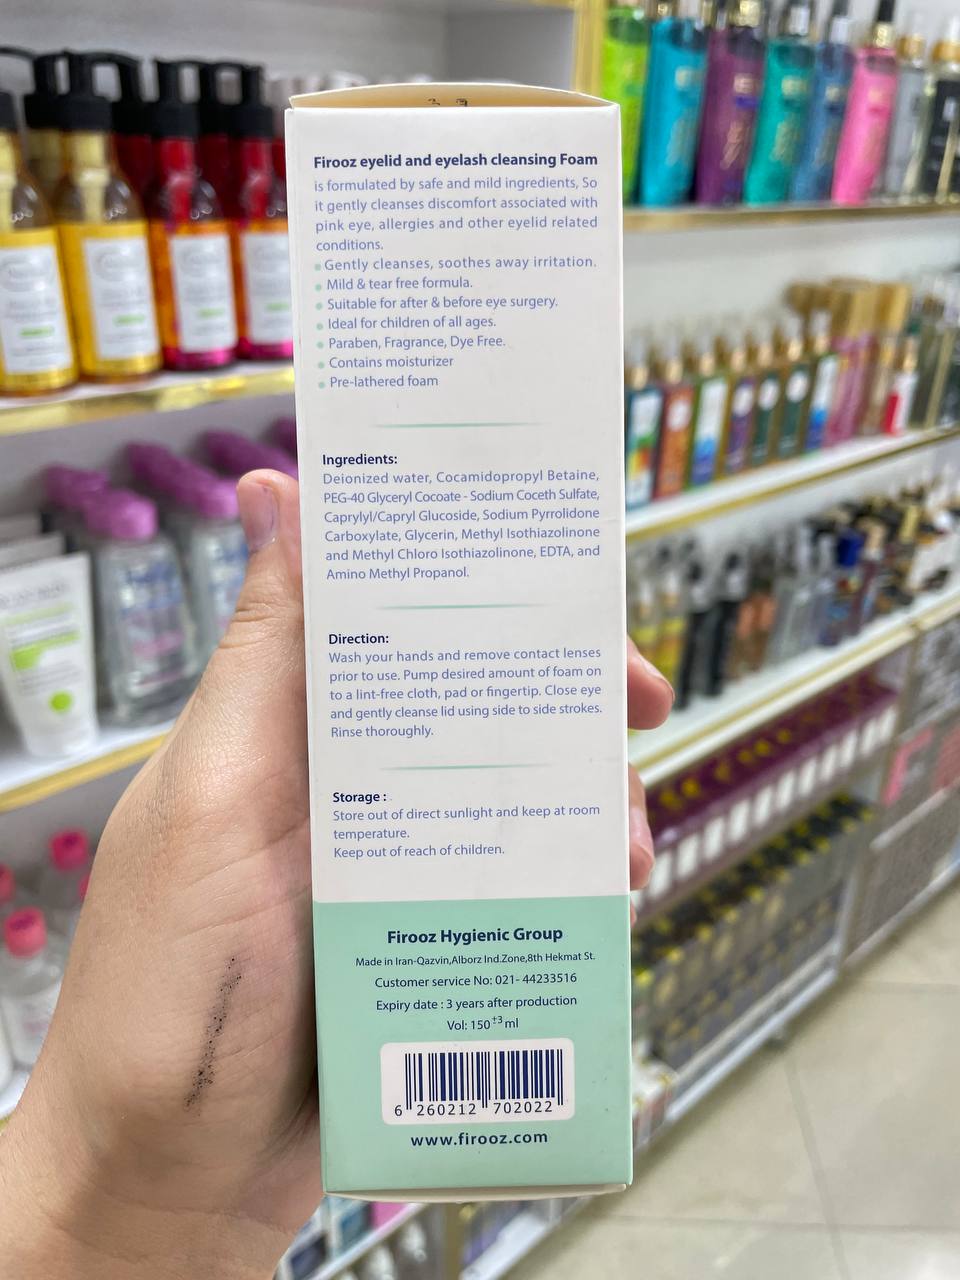 Firooz eyelid and eyelash cleansing Foam
is formulated by safe and mild ingredients, So
it gently cleanses discomfort associated with
pink eye, allergies and other eyelid related
conditions.
Gently cleanses, soothes away irritation.
Mild & tear free formula.
Suitable for after & before eye surgery.
Ideal for children of all ages.
Paraben, Fragrance, Dye Free.
Contains moisturizer
Pre-lathered foam
Ingredients:
Deionized water, Cocamidopropyl Betaine,
PEG-40 Glyceryl Cocoate - Sodium Coceth Sulfate,
Caprylyl/Capryl Glucoside, Sodium Pyrrolidone
Carboxylate, Glycerin, Methyl Isothiazolinone
and Methyl Chloro Isothiazolinone, EDTA, and
Amino Methyl Propanol.
Direction:
Wash your hands and remove contact lenses
prior to use. Pump desired amount of foam on
to a lint-free cloth, pad or fingertip. Close eye
and gently cleanse lid using side to side strokes.
Rinse thoroughly.
Storage :
Store out of direct sunlight and keep at room
temperature.
Keep out of reach of children.
Firooz Hygienic Group
Made in Iran-Qazvin,Alborz Ind.Zone,8th Hekmat St.
Customer service No: 021- 44233516
Expiry date : 3 years after production
Vol: 150 ±3 ml
6 260212 702022
www.firooz.com